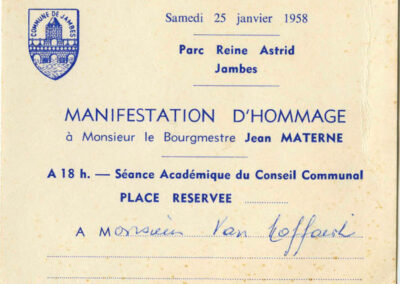 COMMUNE DE JAMBES
Samedi 25 janvier 1958
Parc Reine Astrid
Jambes
MANIFESTATION D'HOMMAGE
à Monsieur le Bourgmestre Jean MATERNE
A 18 h. — Séance Académique du Conseil Communal
PLACE RESERVEE
A Monsieur Van